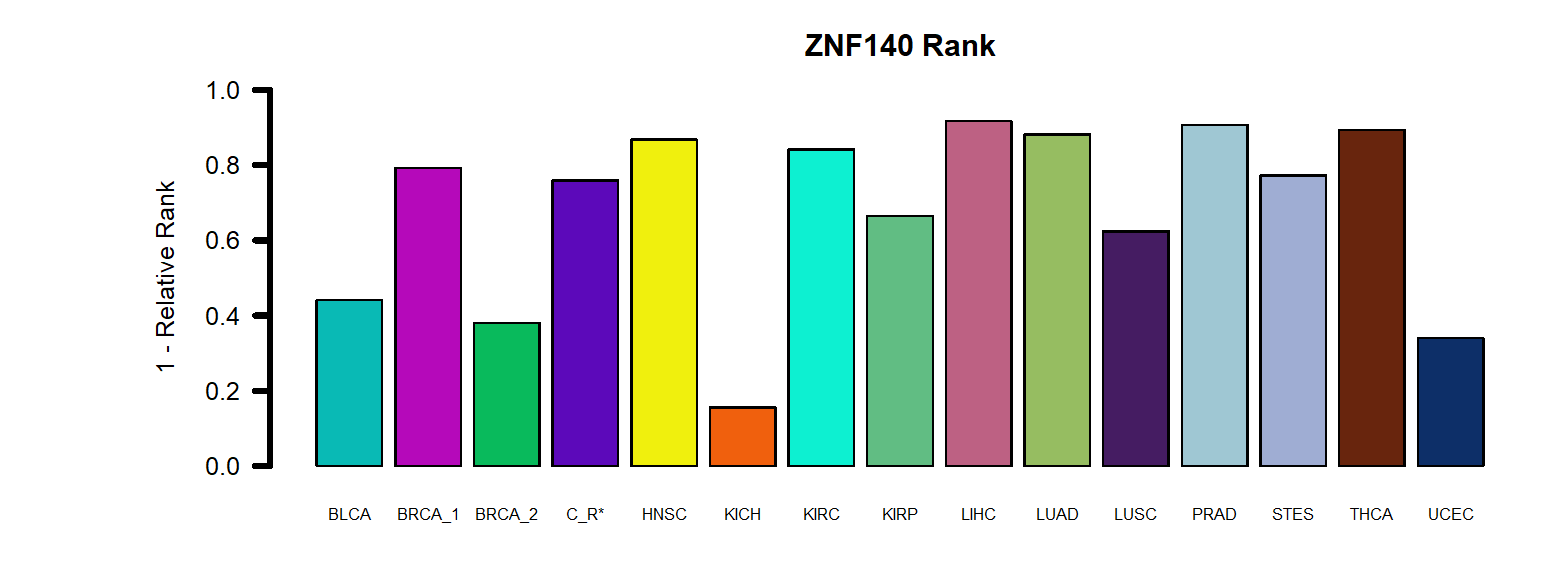 ZNF140 Rank
1 - Relative Rank
1.0
0.8
0.6
0.4
0.2
0.0
BLCA BRCA_1 BRCA_2 C_R* HNSC KICH KIRC KIRP LIHC LUAD LUSC PRAD STES THCA UCEC